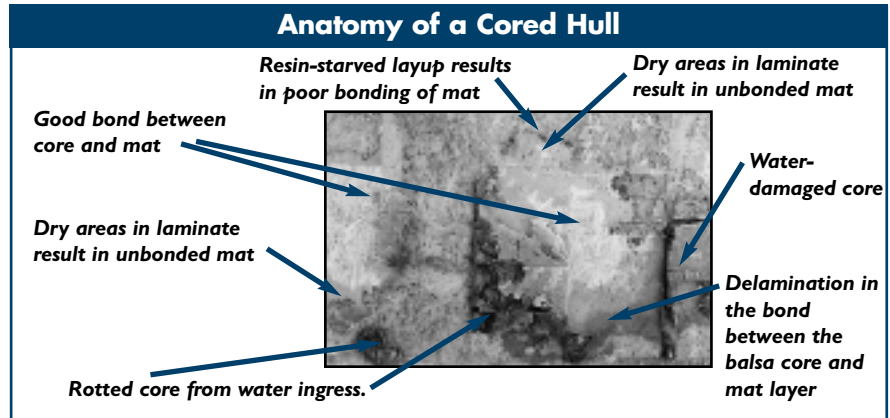 Anatomy of a Cored Hull
Resin-starved layup results
in poor bonding of mat
Dry areas in laminate
result in unbonded mat
Good bond between
core and mat
Water-
damaged core
Dry areas in laminate
result in unbonded mat
Delamination in
the bond
between the
balsa core and
mat layer
Rotted core from water ingress.